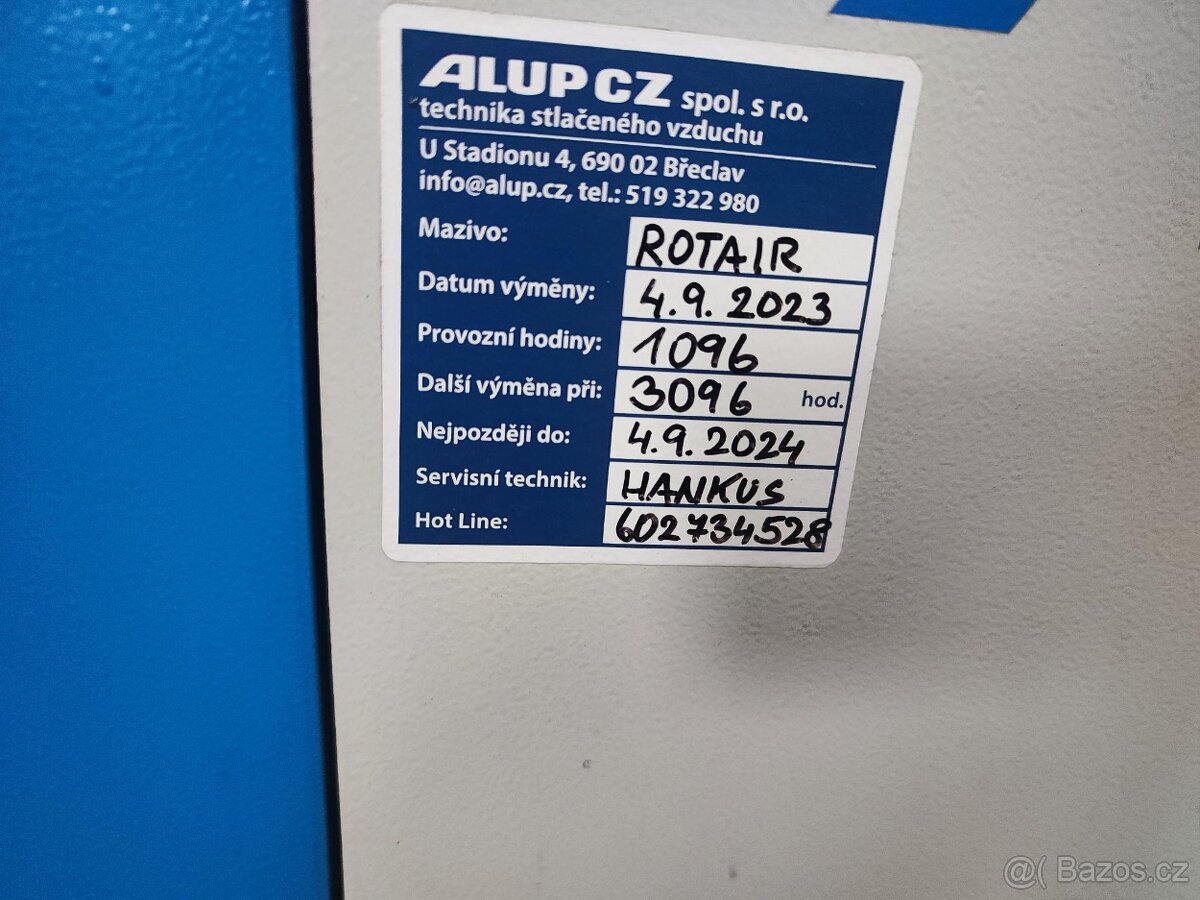 ALUP CZ spol. s r.o.
technika stlačeného vzduchu
U Stadionu 4, 690 02 Břeclav
info@alup.cz, tel.: 519 322 980
Mazivo: ROTAIR
Datum výměny: 4.9.2023
Provozní hodiny: 1096
Další výměna při: 3096 hod.
Nejpozději do: 4.9.2024
Servisní technik: HANKUS
Hot Line: 602734528
@( Bazos.cz